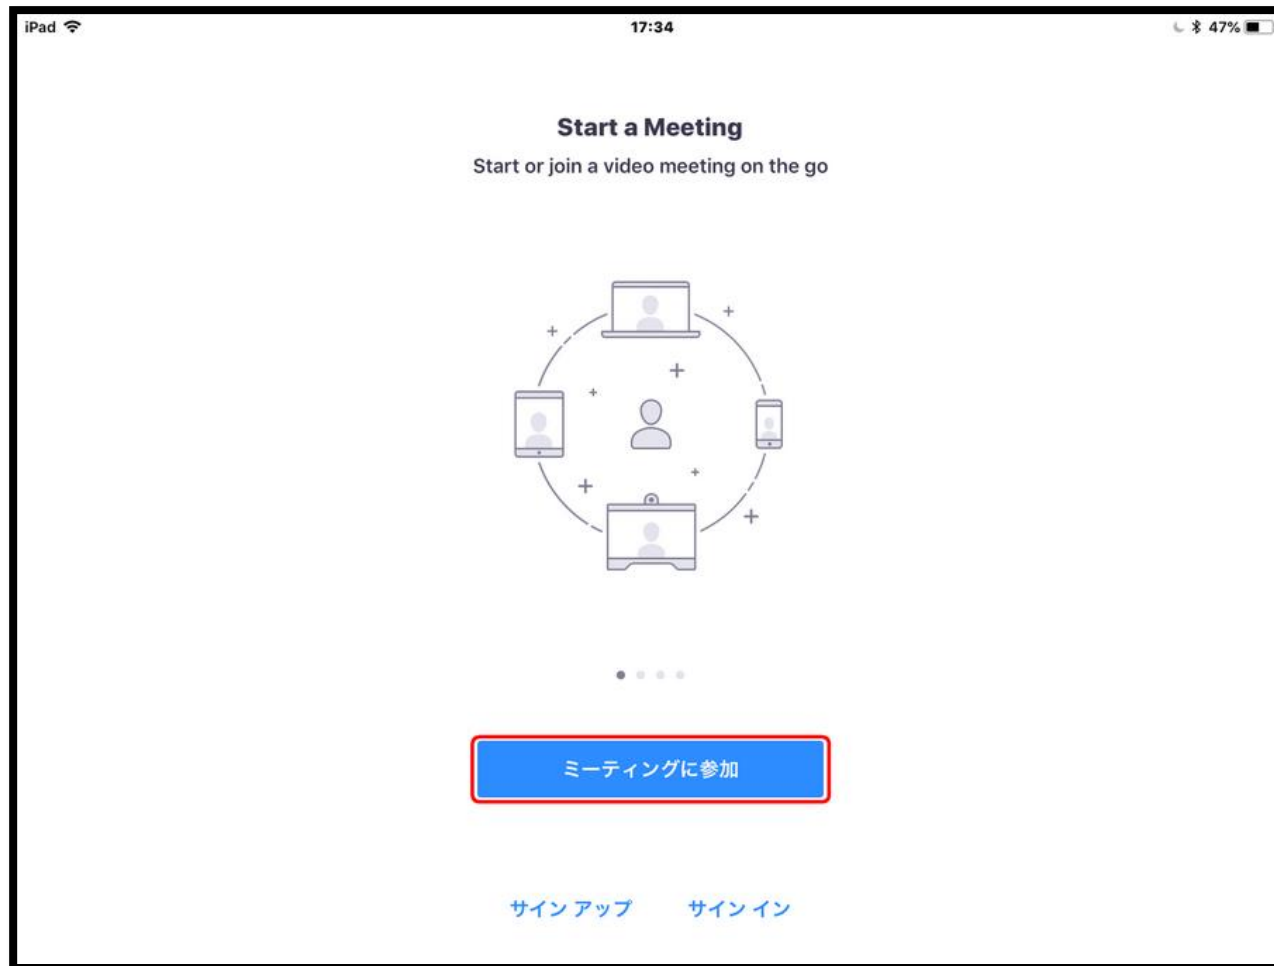 iPad
17:34
47%
Start a Meeting
Start or join a video meeting on the go
ミーティングに参加
サイン アップ
サイン イン